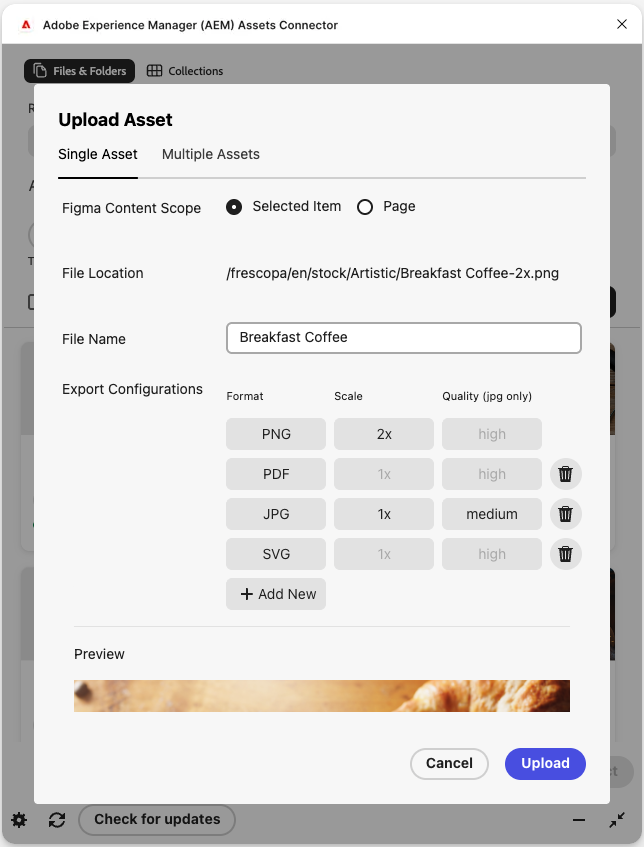 Adobe Experience Manager (AEM) Assets Connector
Files & Folders Collections
Upload Asset
Single Asset Multiple Assets
Figma Content Scope Selected Item Page
File Location /frescopa/en/stock/Artistic/Breakfast Coffee-2x.png
File Name Breakfast Coffee
Export Configurations Format Scale Quality (jpg only)
PNG 2x high
PDF 1x high
JPG 1x medium
SVG 1x high
+ Add New
Preview
Cancel Upload
Check for updates